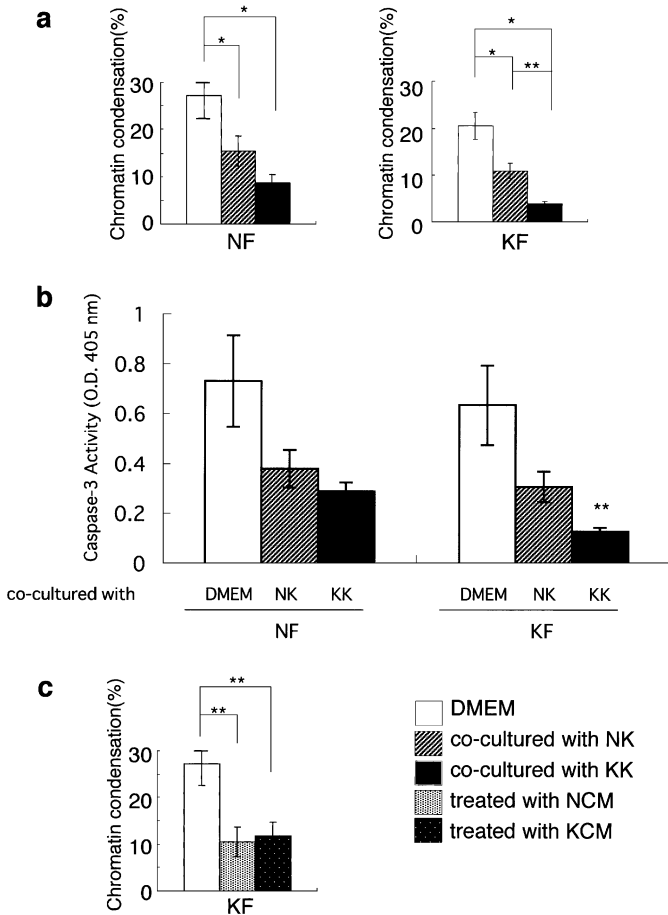 a
Chromatin condensation(%)
30
20
10
0
*
*
NF
Chromatin condensation(%)
30
20
10
0
*
*
**
KF
b
Caspase-3 Activity (O.D. 405 nm)
1
0.8
0.6
0.4
0.2
0
**
co-cultured with
DMEM NK KK
NF
DMEM NK KK
KF
c
Chromatin condensation(%)
30
20
10
0
**
**
KF
DMEM
co-cultured with NK
co-cultured with KK
treated with NCM
treated with KCM